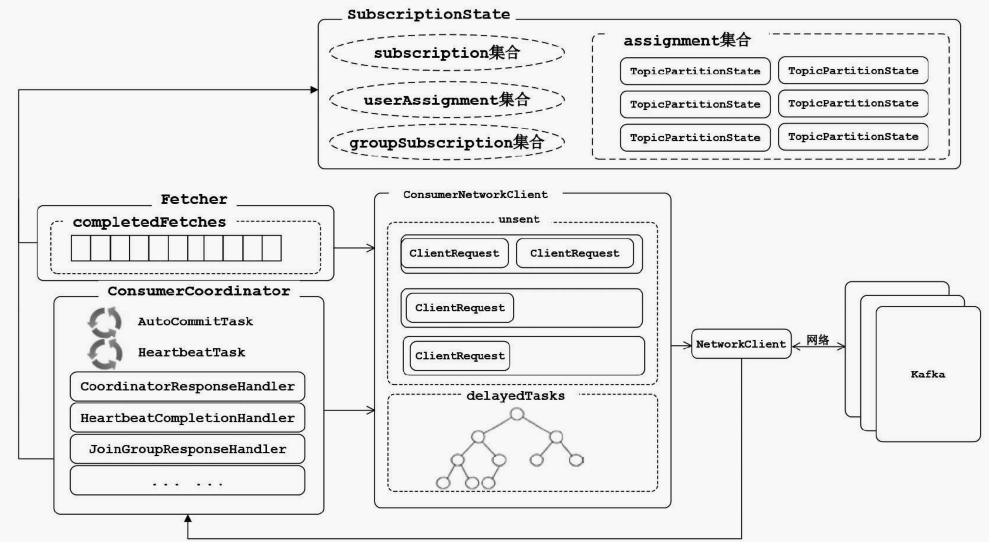 SubscriptionState
subscription集合
userAssignment集合
groupSubscription集合
assignment集合
TopicPartitionState
TopicPartitionState
TopicPartitionState
TopicPartitionState
TopicPartitionState
TopicPartitionState
Fetcher
completedFetches
ConsumerCoordinator
AutoCommitTask
HeartbeatTask
CoordinatorResponseHandler
HeartbeatCompletionHandler
JoinGroupResponseHandler
... ...
ConsumerNetworkClient
unsent
ClientRequest
ClientRequest
ClientRequest
ClientRequest
delayedTasks
NetworkClient
网络
Kafka